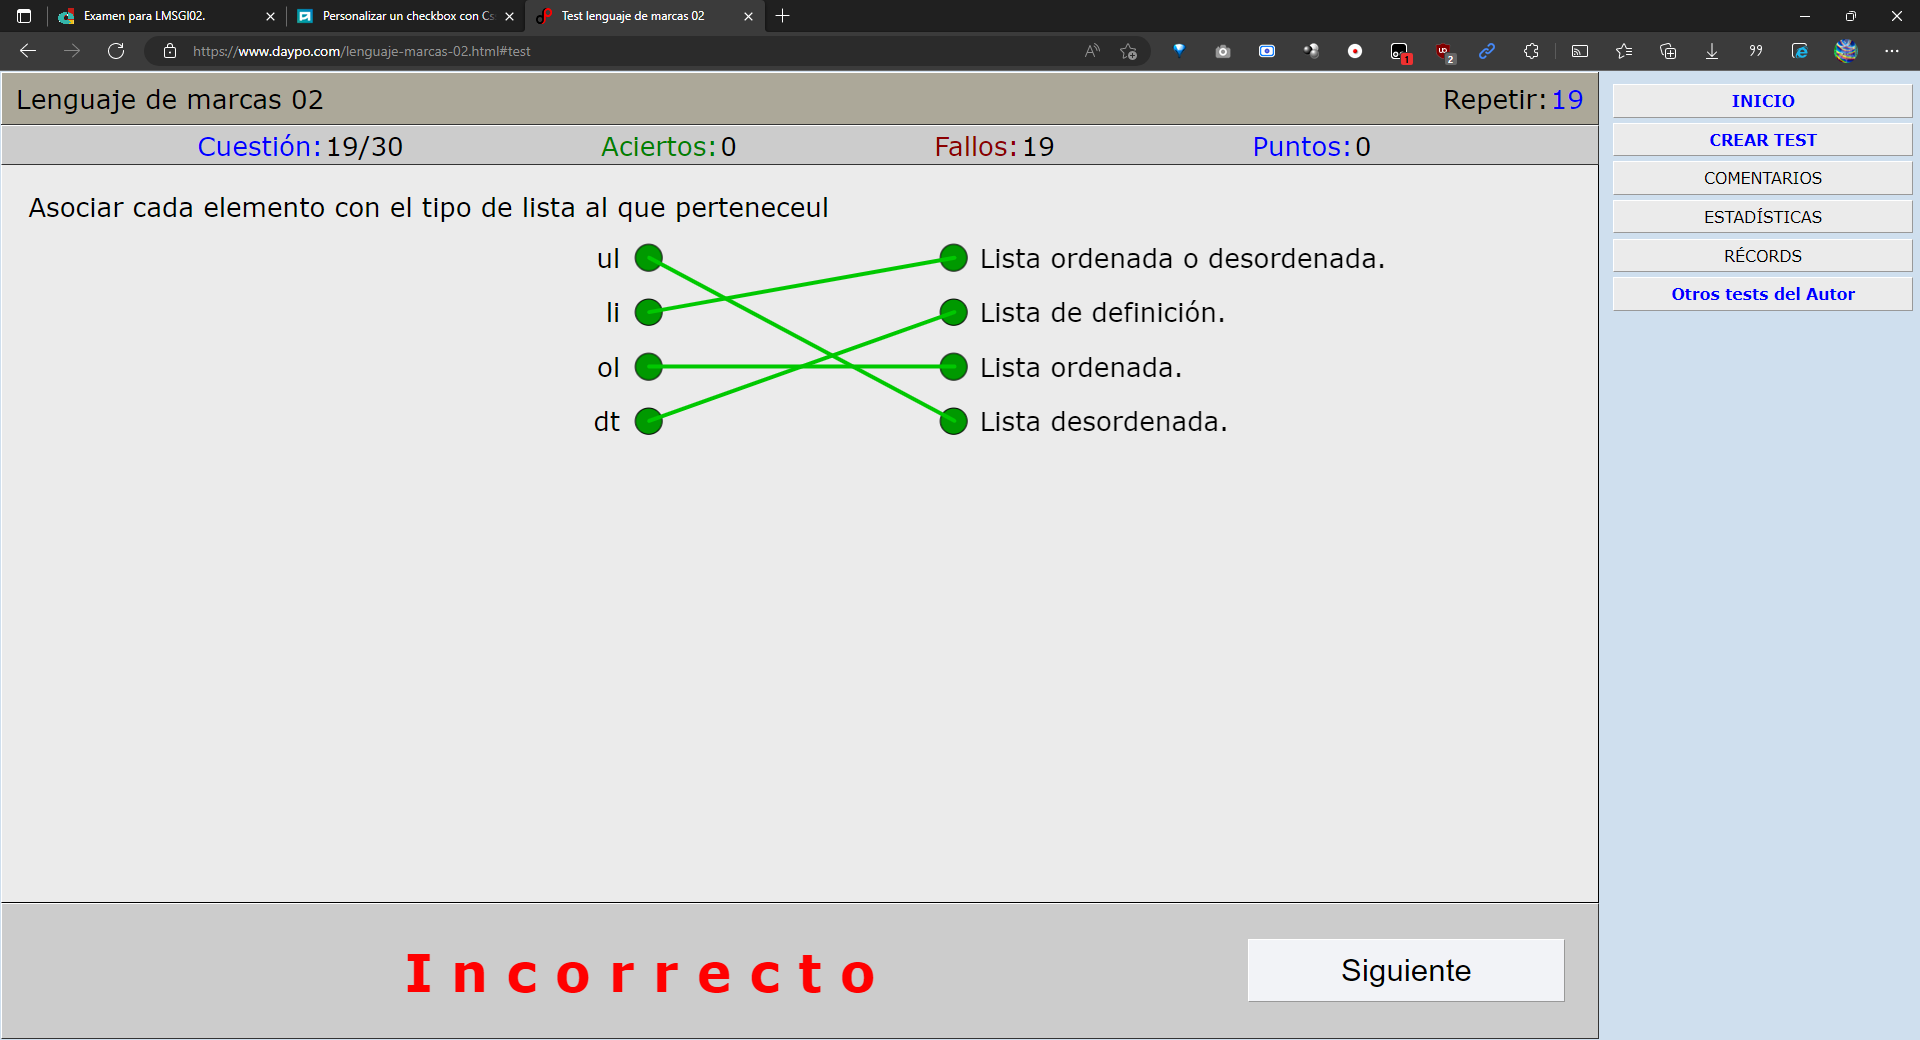 Examen para LMSGI02.
Personalizar un checkbox con Cs
Test lenguaje de marcas 02
https://www.daypo.com/lenguaje-marcas-02.html#test
1
2
Lenguaje de marcas 02
Repetir: 19
Cuestión: 19/30
Aciertos: 0
Fallos: 19
Puntos: 0
Asociar cada elemento con el tipo de lista al que perteneceul
ul
Lista ordenada o desordenada.
li
Lista de definición.
ol
Lista ordenada.
dt
Lista desordenada.
Incorrecto
Siguiente
INICIO
CREAR TEST
COMENTARIOS
ESTADÍSTICAS
RÉCORDS
Otros tests del Autor